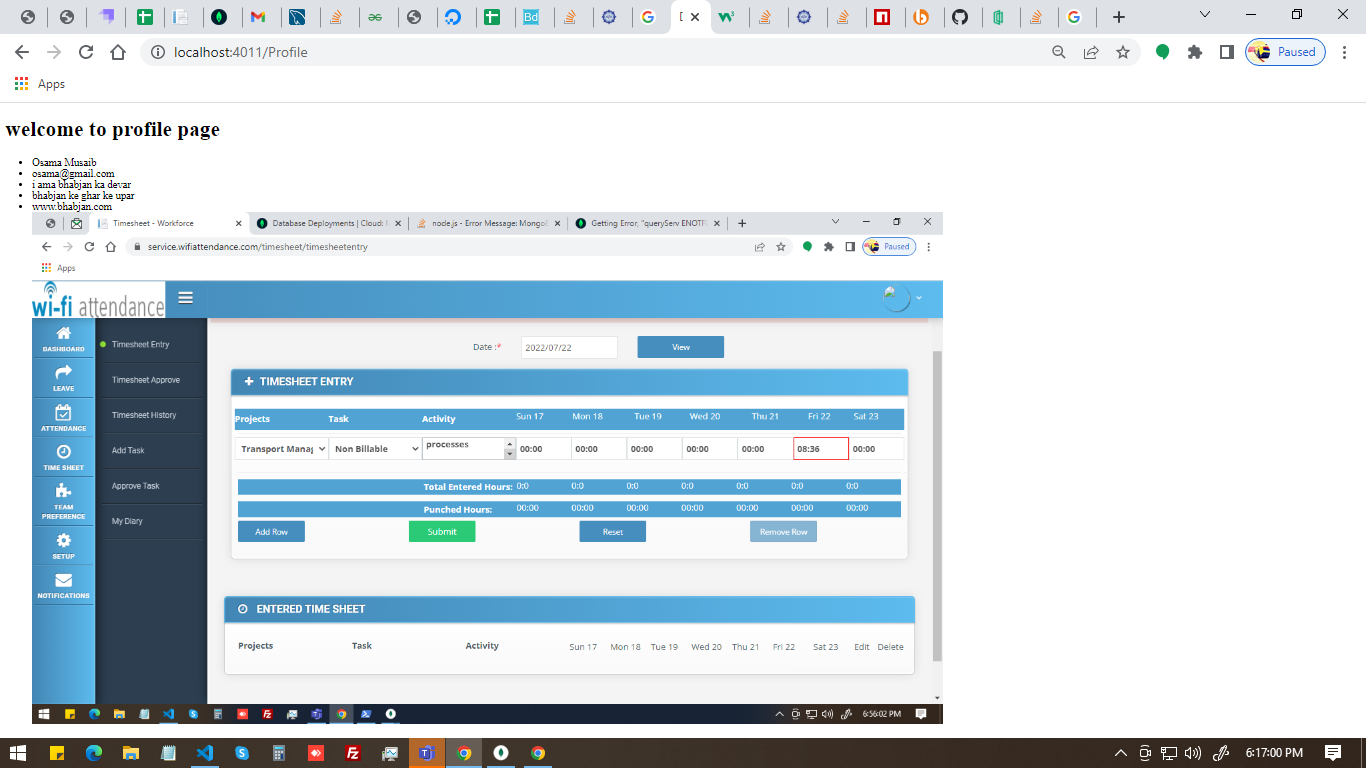 localhost:4011/Profile
Paused
Apps
welcome to profile page
Osama Musaib
osama@gmail.com
i ama bhabjan ka devar
bhabjan ke ghar ke upar
www.bhabjan.com
Timesheet - Workforce
Database Deployments | Cloud:
node.js - Error Message: Mongo
Getting Error, "queryServ ENOTF
service.wifiattendance.com/timesheet/timesheetentry
Paused
Apps
wi-fi attendance
DASHBOARD
LEAVE
ATTENDANCE
TIME SHEET
TEAM PREFERENCE
SETUP
NOTIFICATIONS
Timesheet Entry
Timesheet Approve
Timesheet History
Add Task
Approve Task
My Diary
Date :* 2022/07/22 View
TIMESHEET ENTRY
Projects Task Activity Sun 17 Mon 18 Tue 19 Wed 20 Thu 21 Fri 22 Sat 23
Transport Manag Non Billable processes 00:00 00:00 00:00 00:00 00:00 08:36 00:00
Total Entered Hours: 0:0 0:0 0:0 0:0 0:0 0:0 0:0
Punched Hours: 00:00 00:00 00:00 00:00 00:00 00:00 00:00
Add Row Submit Reset Remove Row
ENTERED TIME SHEET
Projects Task Activity Sun 17 Mon 18 Tue 19 Wed 20 Thu 21 Fri 22 Sat 23 Edit Delete
6:56:02 PM
6:17:00 PM